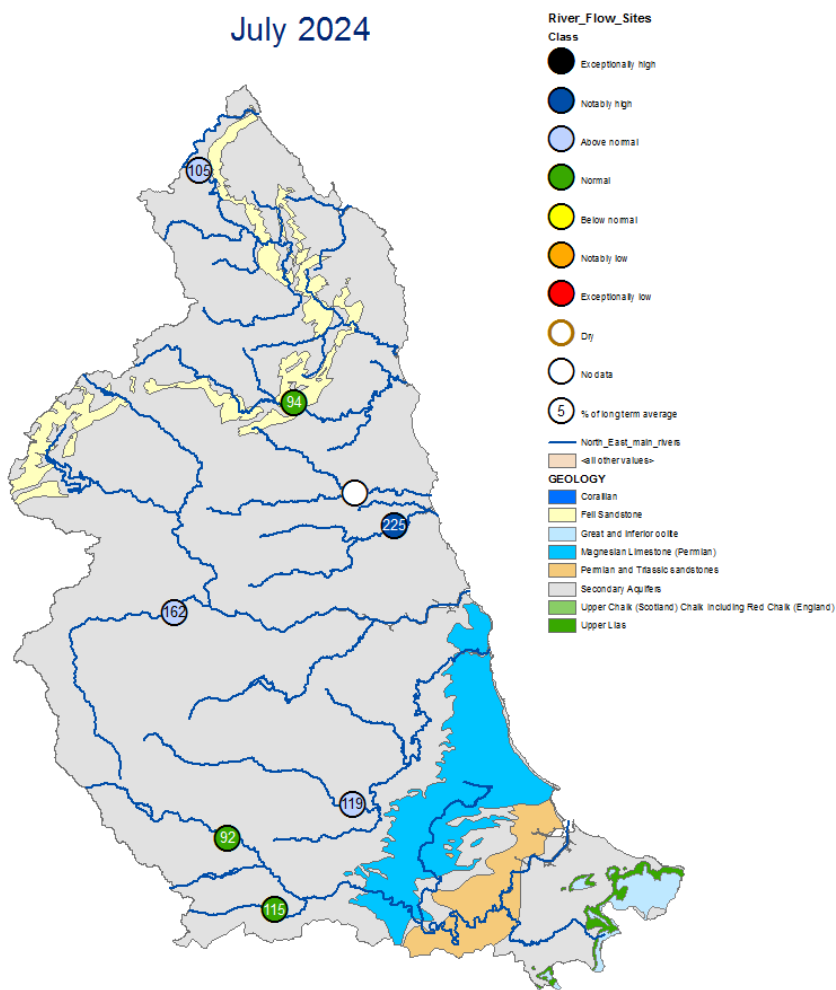 July 2024
River_Flow_Sites
Class
Exceptionally high
Notably high
Above normal
Normal
Below normal
Notably low
Exceptionally low
Dry
No data
5 % of long term average
North_East_main_rivers
<all other values>
GEOLOGY
Corallian
Fell Sandstone
Great and Inferior oolite
Magnesian Limestone (Permian)
Permian and Triassic sandstones
Secondary Aquifers
Upper Chalk (Scotland) Chalk including Red Chalk (England)
Upper Lias
105
94
225
162
119
92
115